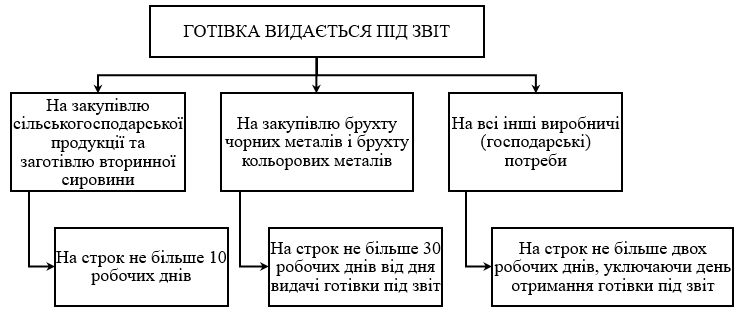 ГОТІВКА ВИДАЄТЬСЯ ПІД ЗВІТ
На закупівлю
сільськогосподарської
продукції та
заготівлю вторинної
сировини
На закупівлю брухту
чорних металів і брухту
кольорових металів
На всі інші виробничі
(господарські)
потреби
На строк не більше 10
робочих днів
На строк не більше 30
робочих днів від дня
видачі готівки під звіт
На строк не більше двох
робочих днів, уключаючи день
отримання готівки під звіт